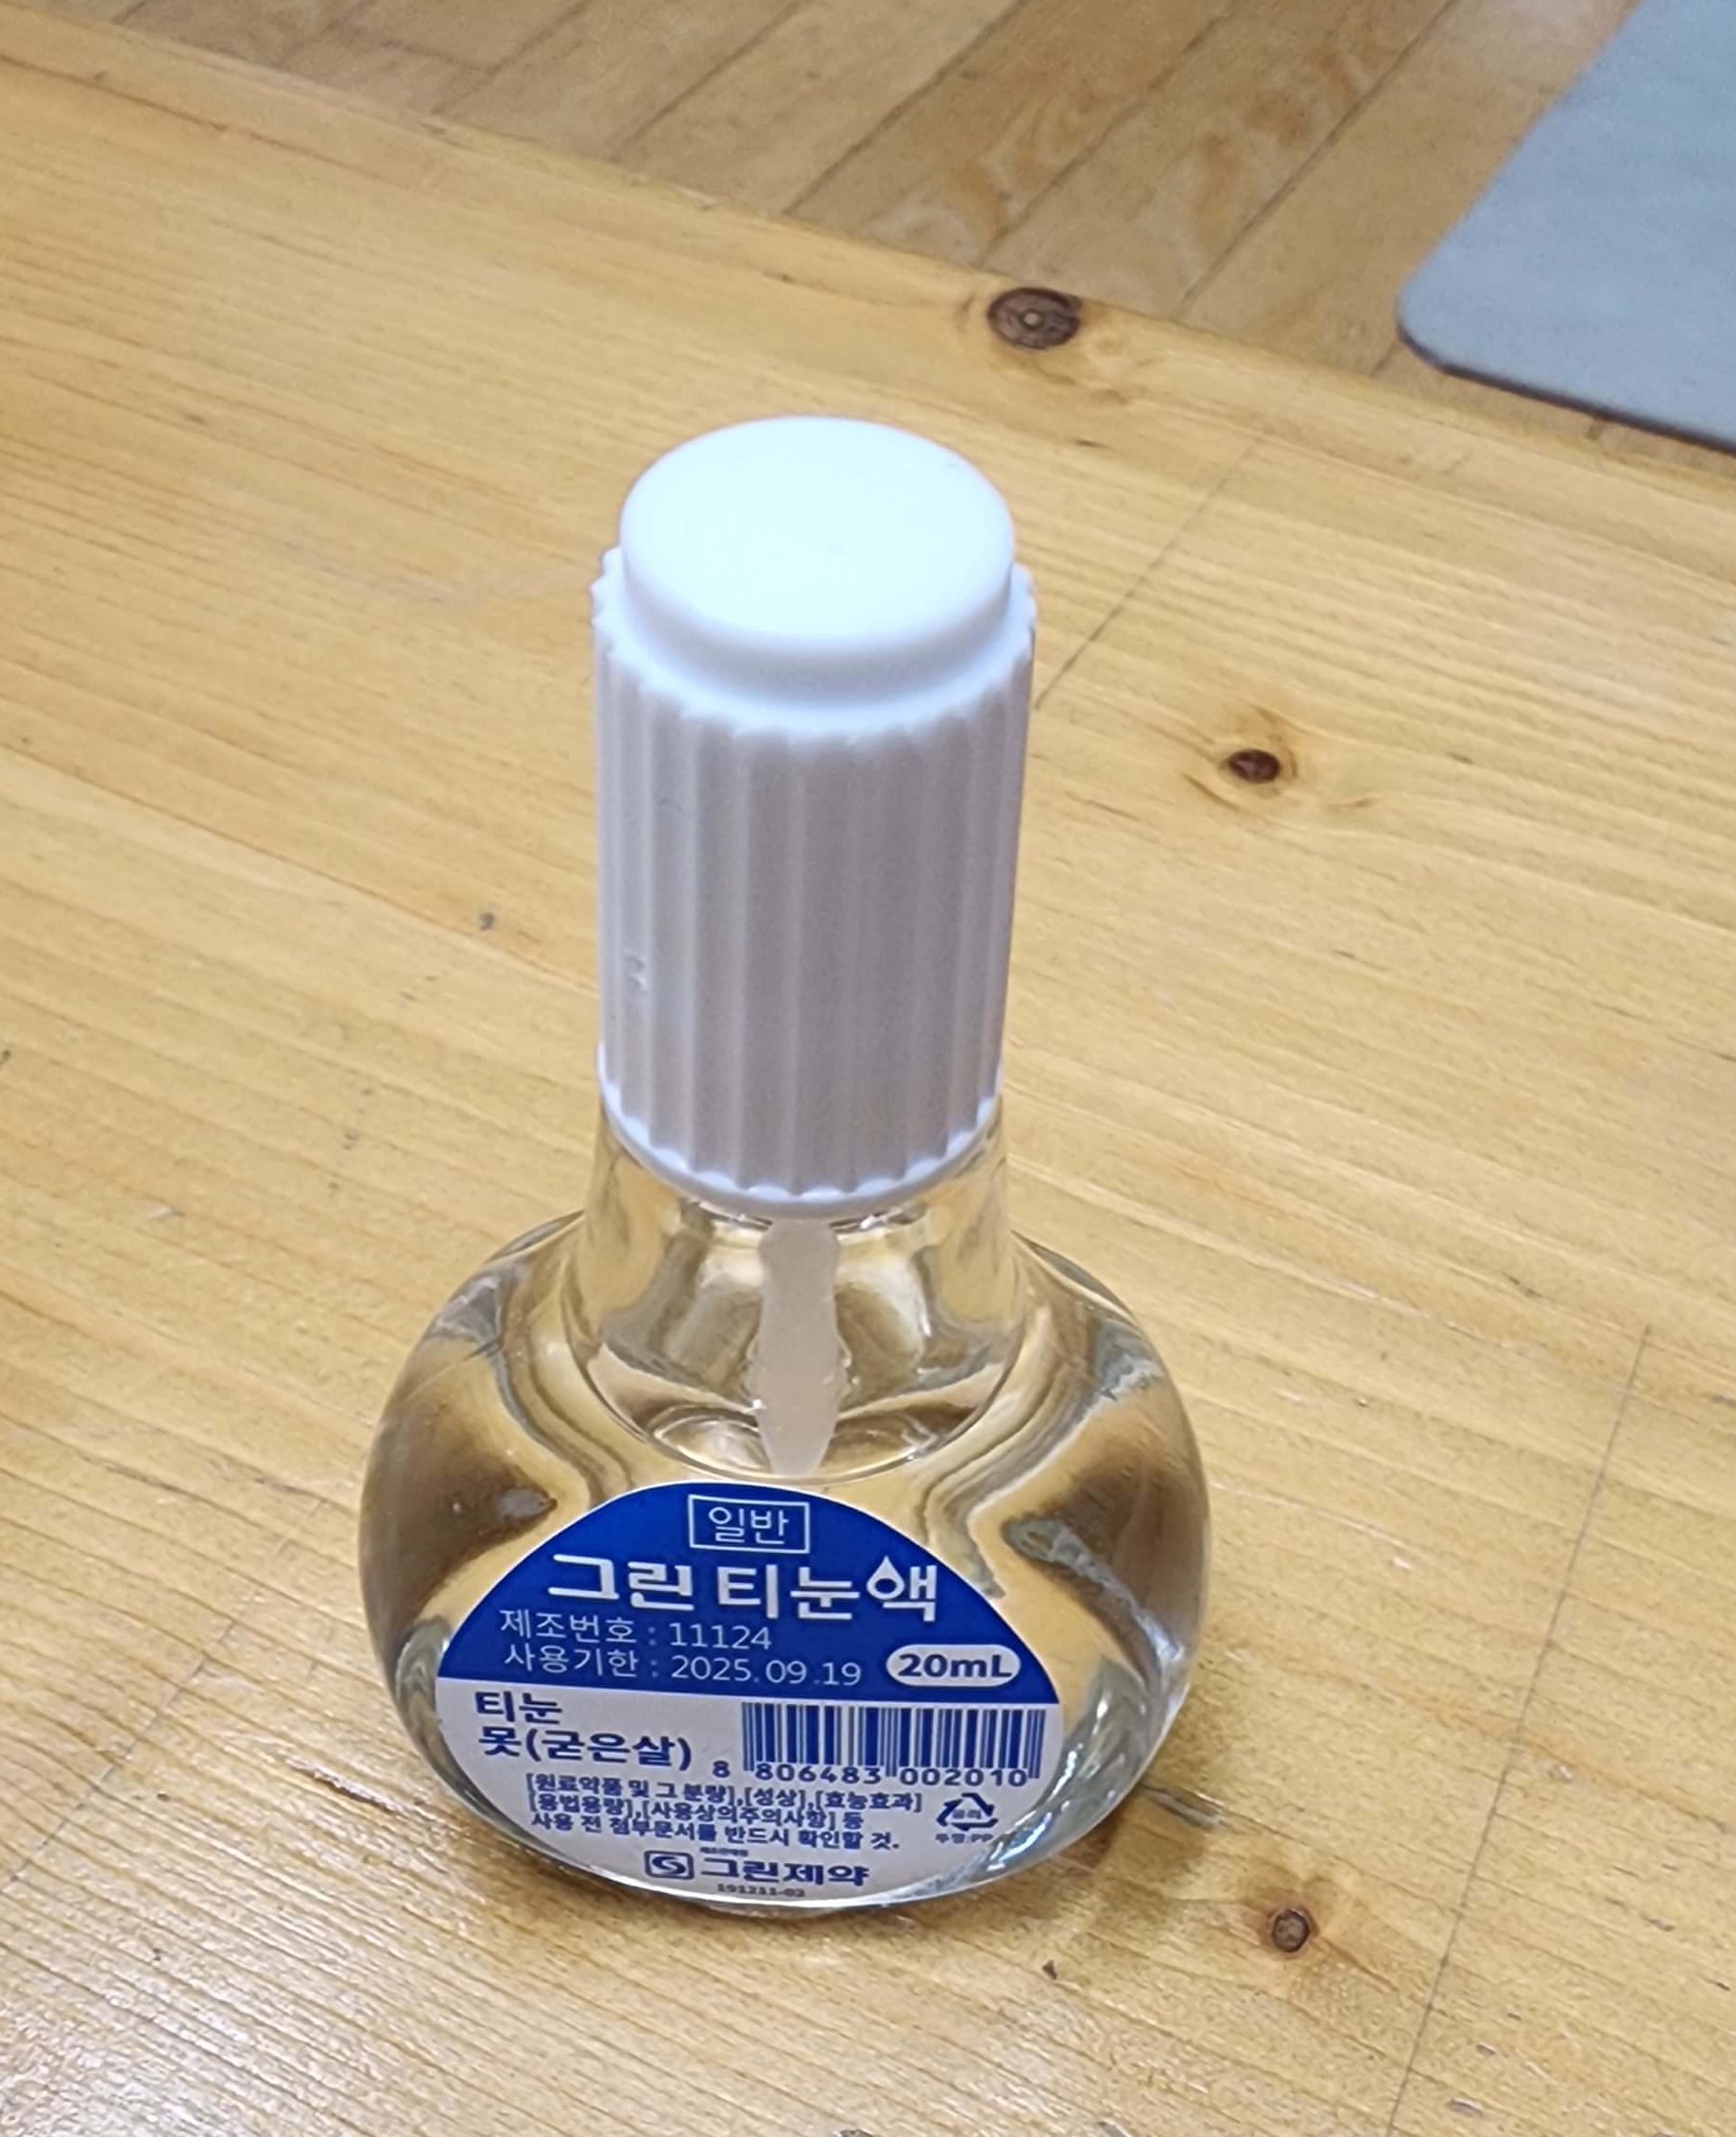 일반
그린 티눈액
제조번호 : 11124
사용기한 : 2025.09.19
20mL
티눈
못(굳은살)
8 806483 002010
[원료약품 및 그 분량],[성상],[효능효과]
[용법용량],[사용상의주의사항] 등
사용 전 첨부문서를 반드시 확인할 것.
그린제약
191211-02